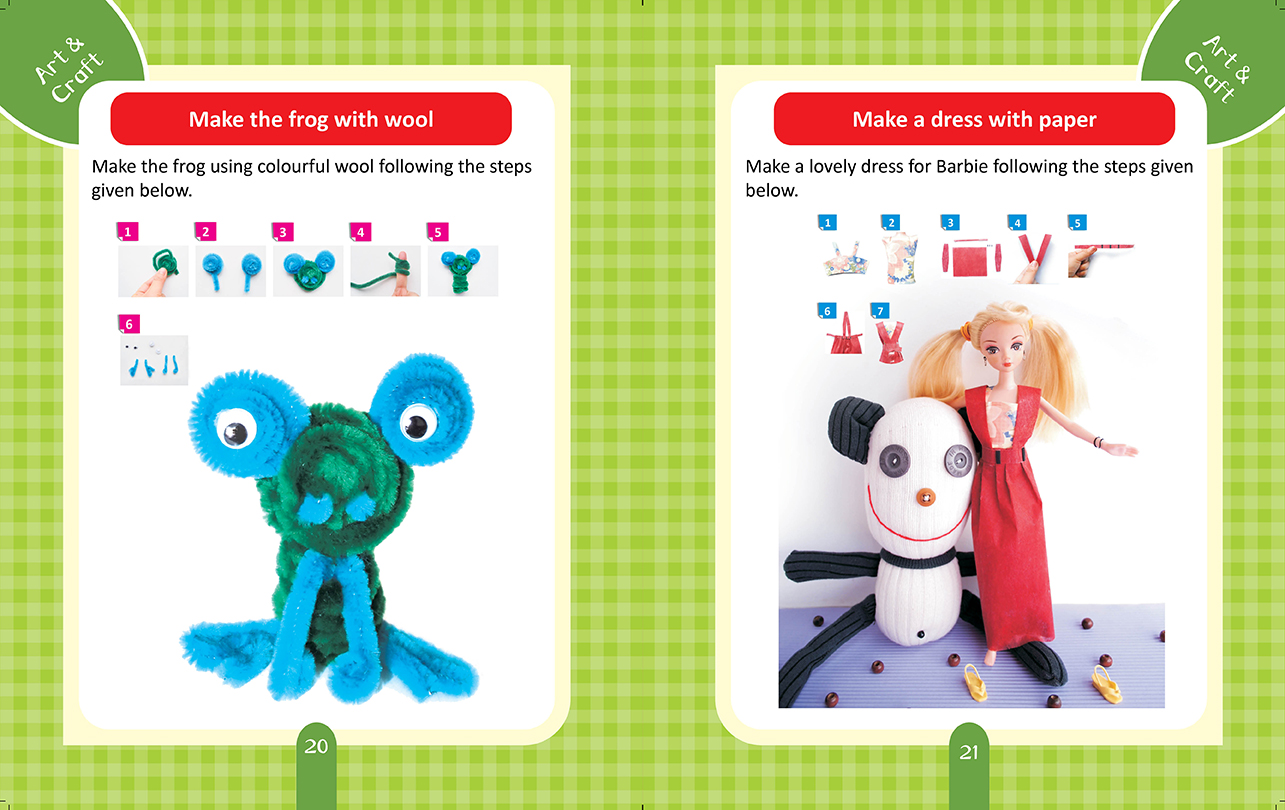 Art &
Craft
Make the frog with wool
Make the frog using colourful wool following the steps
given below.
1
2
3
4
5
6
20
Art &
Craft
Make a dress with paper
Make a lovely dress for Barbie following the steps given
below.
1
2
3
4
5
6
7
21